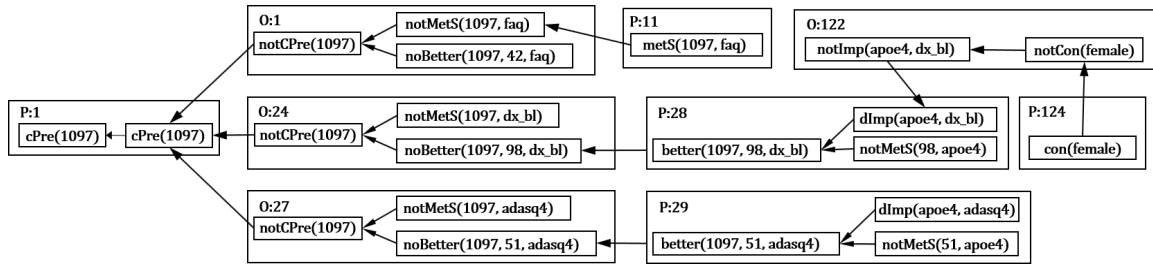 P:1
cPre(1097)
cPre(1097)
O:1
notCPre(1097)
notMetS(1097, faq)
noBetter(1097, 42, faq)
P:11
metS(1097, faq)
O:122
notImp(apoe4, dx_bl)
notCon(female)
O:24
notCPre(1097)
notMetS(1097, dx_bl)
noBetter(1097, 98, dx_bl)
P:28
better(1097, 98, dx_bl)
dImp(apoe4, dx_bl)
notMetS(98, apoe4)
P:124
con(female)
O:27
notCPre(1097)
notMetS(1097, adasq4)
noBetter(1097, 51, adasq4)
P:29
better(1097, 51, adasq4)
dImp(apoe4, adasq4)
notMetS(51, apoe4)